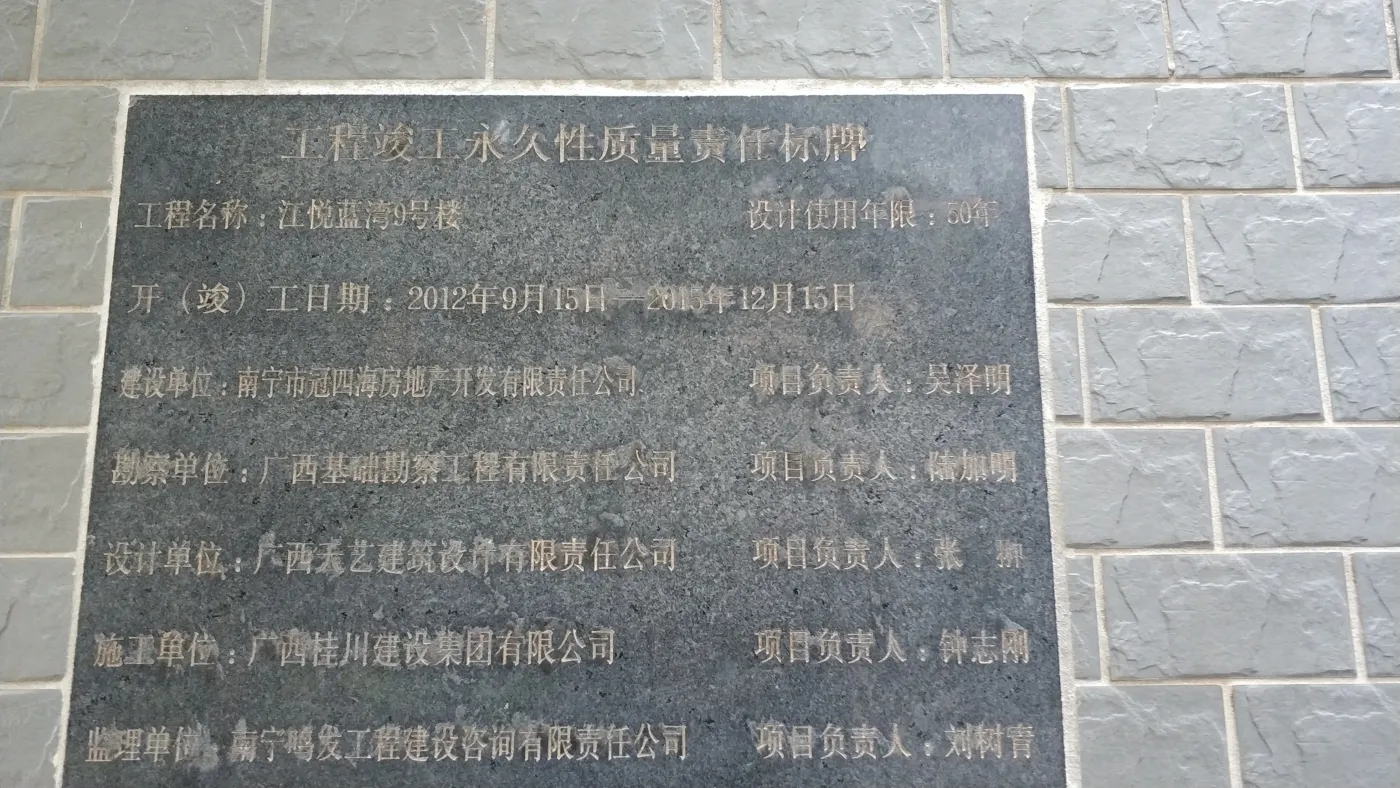 工程竣工永久性质量责任标牌
工程名称：江悦蓝湾9号楼 设计使用年限：50年
开（竣）工日期：2012年9月15日—2015年12月15日
建设单位：南宁市冠四海房地产开发有限责任公司 项目负责人：吴泽明
勘察单位：广西基础勘察工程有限责任公司 项目负责人：陆加明
设计单位：广西天艺建筑设计有限责任公司 项目负责人：张
施工单位：广西桂川建设集团有限公司 项目负责人：钟志刚
监理单位：南宁鸣发工程建设咨询有限责任公司 项目负责人：刘树育